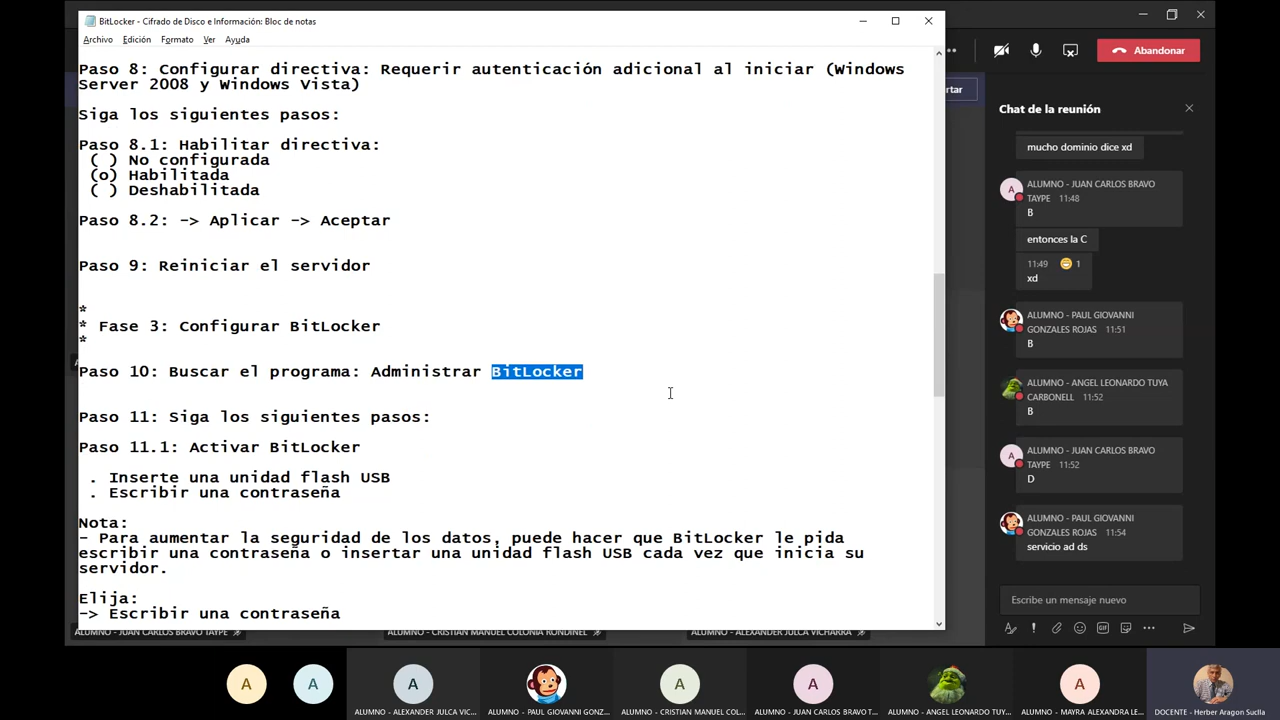 BitLocker - Cifrado de Disco e Información: Bloc de notas
Archivo Edición Formato Ver Ayuda
Paso 8: Configurar directiva: Requerir autenticación adicional al iniciar (Windows
Server 2008 y Windows Vista)
Siga los siguientes pasos:
Paso 8.1: Habilitar directiva:
( ) No configurada
(o) Habilitada
( ) Deshabilitada
Paso 8.2: -> Aplicar -> Aceptar
Paso 9: Reiniciar el servidor
*
* Fase 3: Configurar BitLocker
*
Paso 10: Buscar el programa: Administrar BitLocker
Paso 11: Siga los siguientes pasos:
Paso 11.1: Activar BitLocker
. Inserte una unidad flash USB
. Escribir una contraseña
Nota:
- Para aumentar la seguridad de los datos, puede hacer que BitLocker le pida
escribir una contraseña o insertar una unidad flash USB cada vez que inicia su
servidor.
Elija:
-> Escribir una contraseña
Abandonar
tar
Chat de la reunión
mucho dominio dice xd
A
ALUMNO - JUAN CARLOS BRAVO
TAYPE 11:48
B
entonces la C
11:49 1
xd
ALUMNO - PAUL GIOVANNI
GONZALES ROJAS 11:51
B
ALUMNO - ANGEL LEONARDO TUYA
CARBONELL 11:52
B
A
ALUMNO - JUAN CARLOS BRAVO
TAYPE 11:52
D
ALUMNO - PAUL GIOVANNI
GONZALES ROJAS 11:54
servicio ad ds
Escribe un mensaje nuevo
ALUMNO - JUAN CARLOS BRAVO TAYPE
ALUMNO - CRISTIAN MANUEL COLONIA RONDINEL
ALUMNO - ALEXANDER JULCA VICHARRA
A A A A A A
ALUMNO - ALEXANDER JULCA VIC...
ALUMNO - PAUL GIOVANNI GONZ...
ALUMNO - CRISTIAN MANUEL COL...
ALUMNO - JUAN CARLOS BRAVO T...
ALUMNO - ANGEL LEONARDO TUY...
ALUMNO - MAYRA ALEXANDRA LE...
DOCENTE - Herber Aragon Suclla